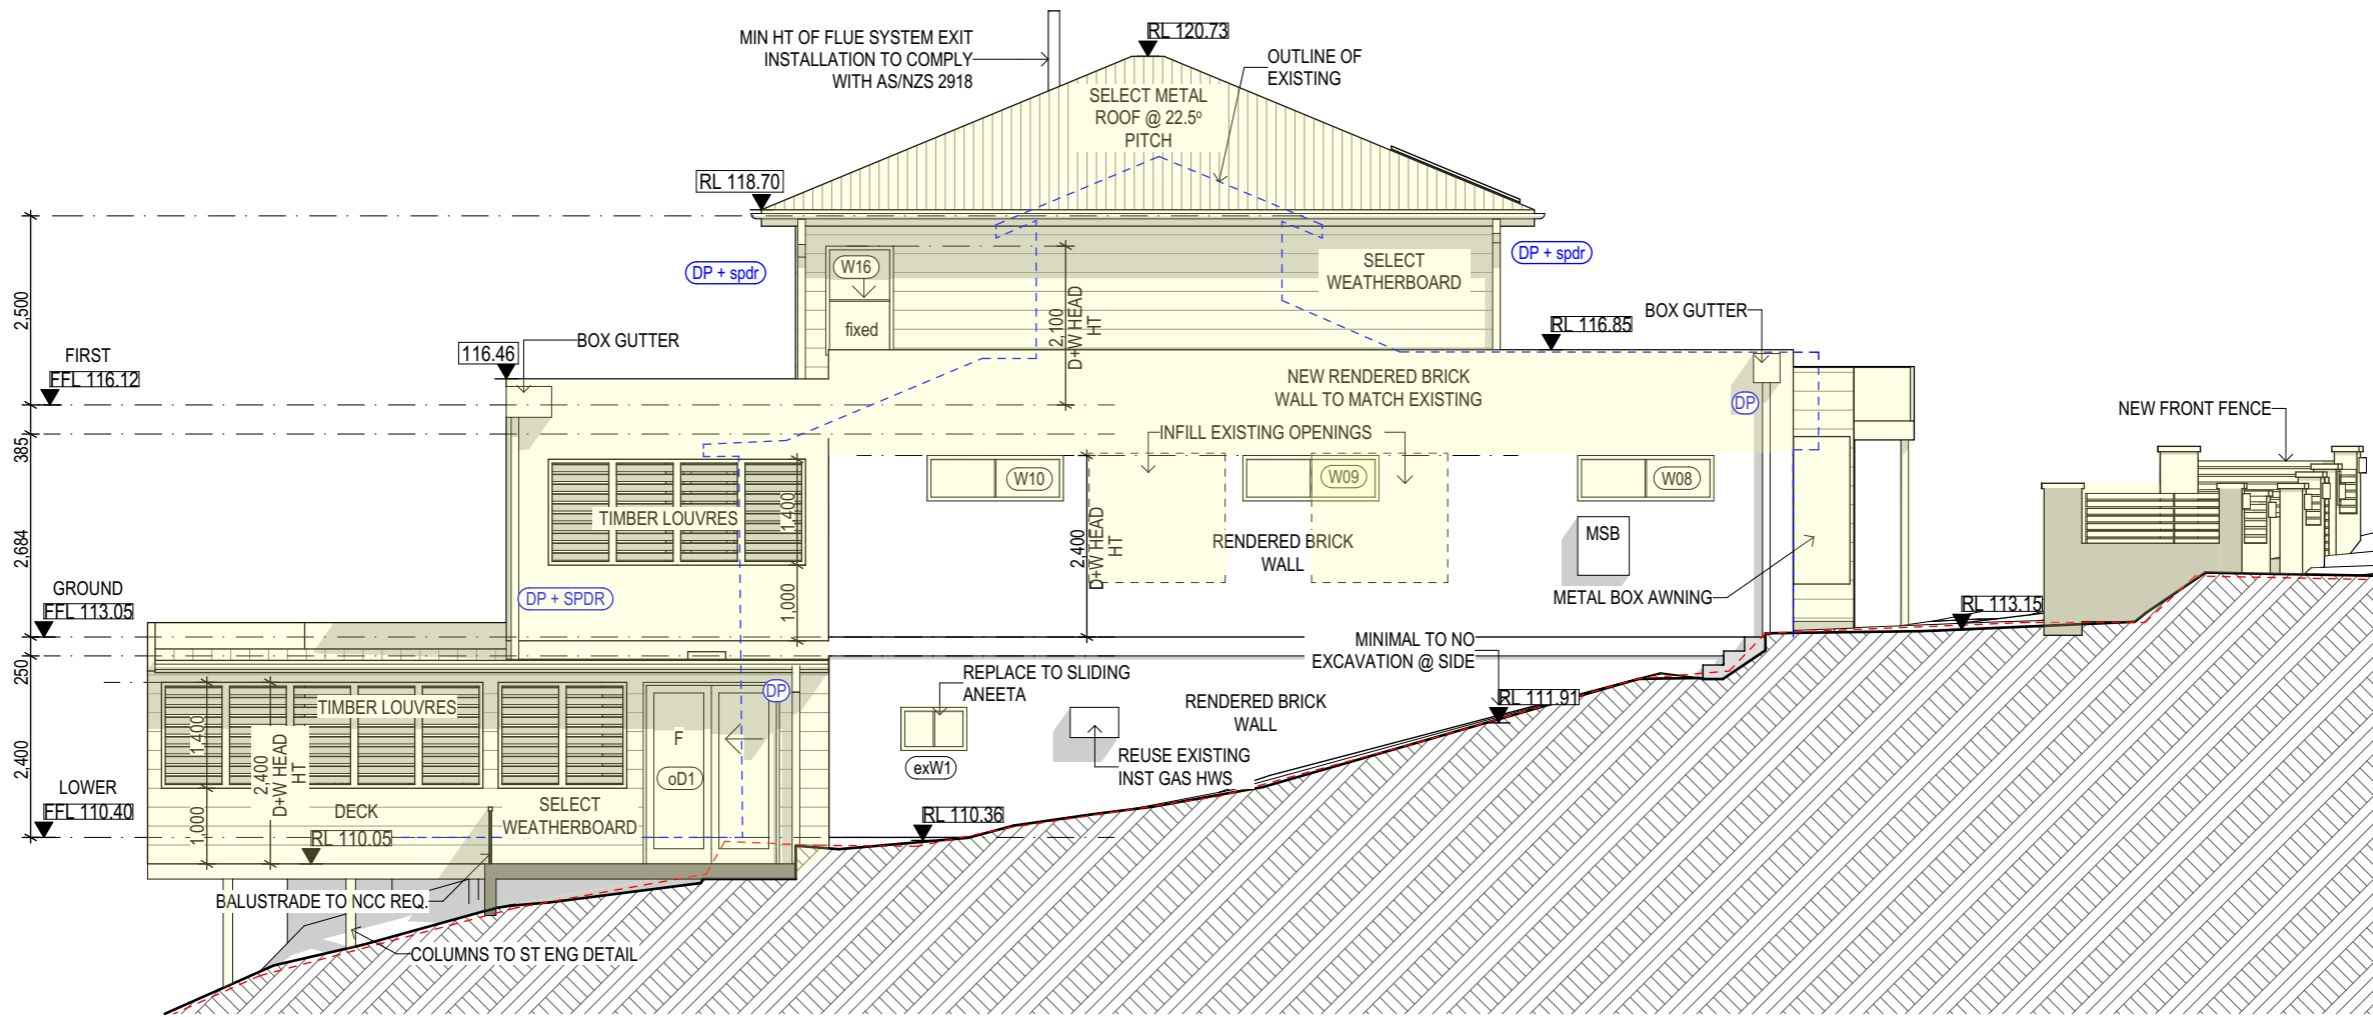 MIN HT OF FLUE SYSTEM EXIT
INSTALLATION TO COMPLY
WITH AS/NZS 2918
RL 120.73
OUTLINE OF
EXISTING
SELECT METAL
ROOF @ 22.5º
PITCH
RL 118.70
DP + spdr
W16
fixed
2,100
D+W HEAD
HT
SELECT
WEATHERBOARD
DP + spdr
2,500
FIRST
FFL 116.12
116.46
BOX GUTTER
RL 116.85
BOX GUTTER
NEW RENDERED BRICK
WALL TO MATCH EXISTING
DP
NEW FRONT FENCE
385
INFILL EXISTING OPENINGS
W10
W09
W08
TIMBER LOUVRES
1,400
2,684
2,400
D+W HEAD
HT
RENDERED BRICK
WALL
MSB
GROUND
FFL 113.05
DP + SPDR
1,000
METAL BOX AWNING
RL 113.15
MINIMAL TO NO
EXCAVATION @ SIDE
250
REPLACE TO SLIDING
ANEETA
RENDERED BRICK
WALL
RL 111.91
DP
TIMBER LOUVRES
1,400
2,400
D+W HEAD
HT
F
oD1
exW1
REUSE EXISTING
INST GAS HWS
2,400
LOWER
FFL 110.40
1,000
DECK
RL 110.05
SELECT
WEATHERBOARD
RL 110.36
BALUSTRADE TO NCC REQ.
COLUMNS TO ST ENG DETAIL